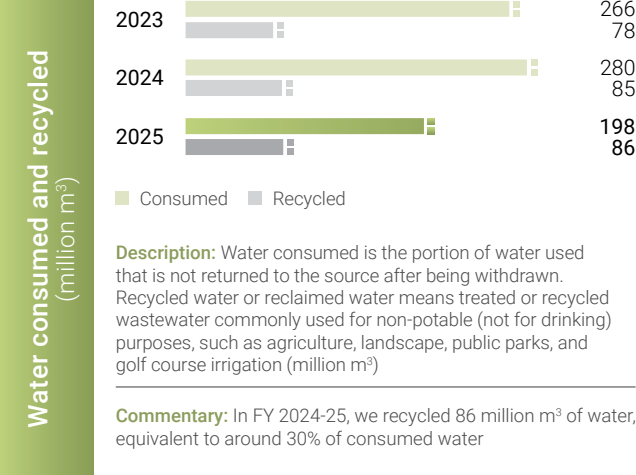 Water consumed and recycled
(million m³)
2023
266
78
2024
280
85
2025
198
86
Consumed Recycled
Description: Water consumed is the portion of water used
that is not returned to the source after being withdrawn.
Recycled water or reclaimed water means treated or recycled
wastewater commonly used for non-potable (not for drinking)
purposes, such as agriculture, landscape, public parks, and
golf course irrigation (million m³)
Commentary: In FY 2024-25, we recycled 86 million m³ of water,
equivalent to around 30% of consumed water